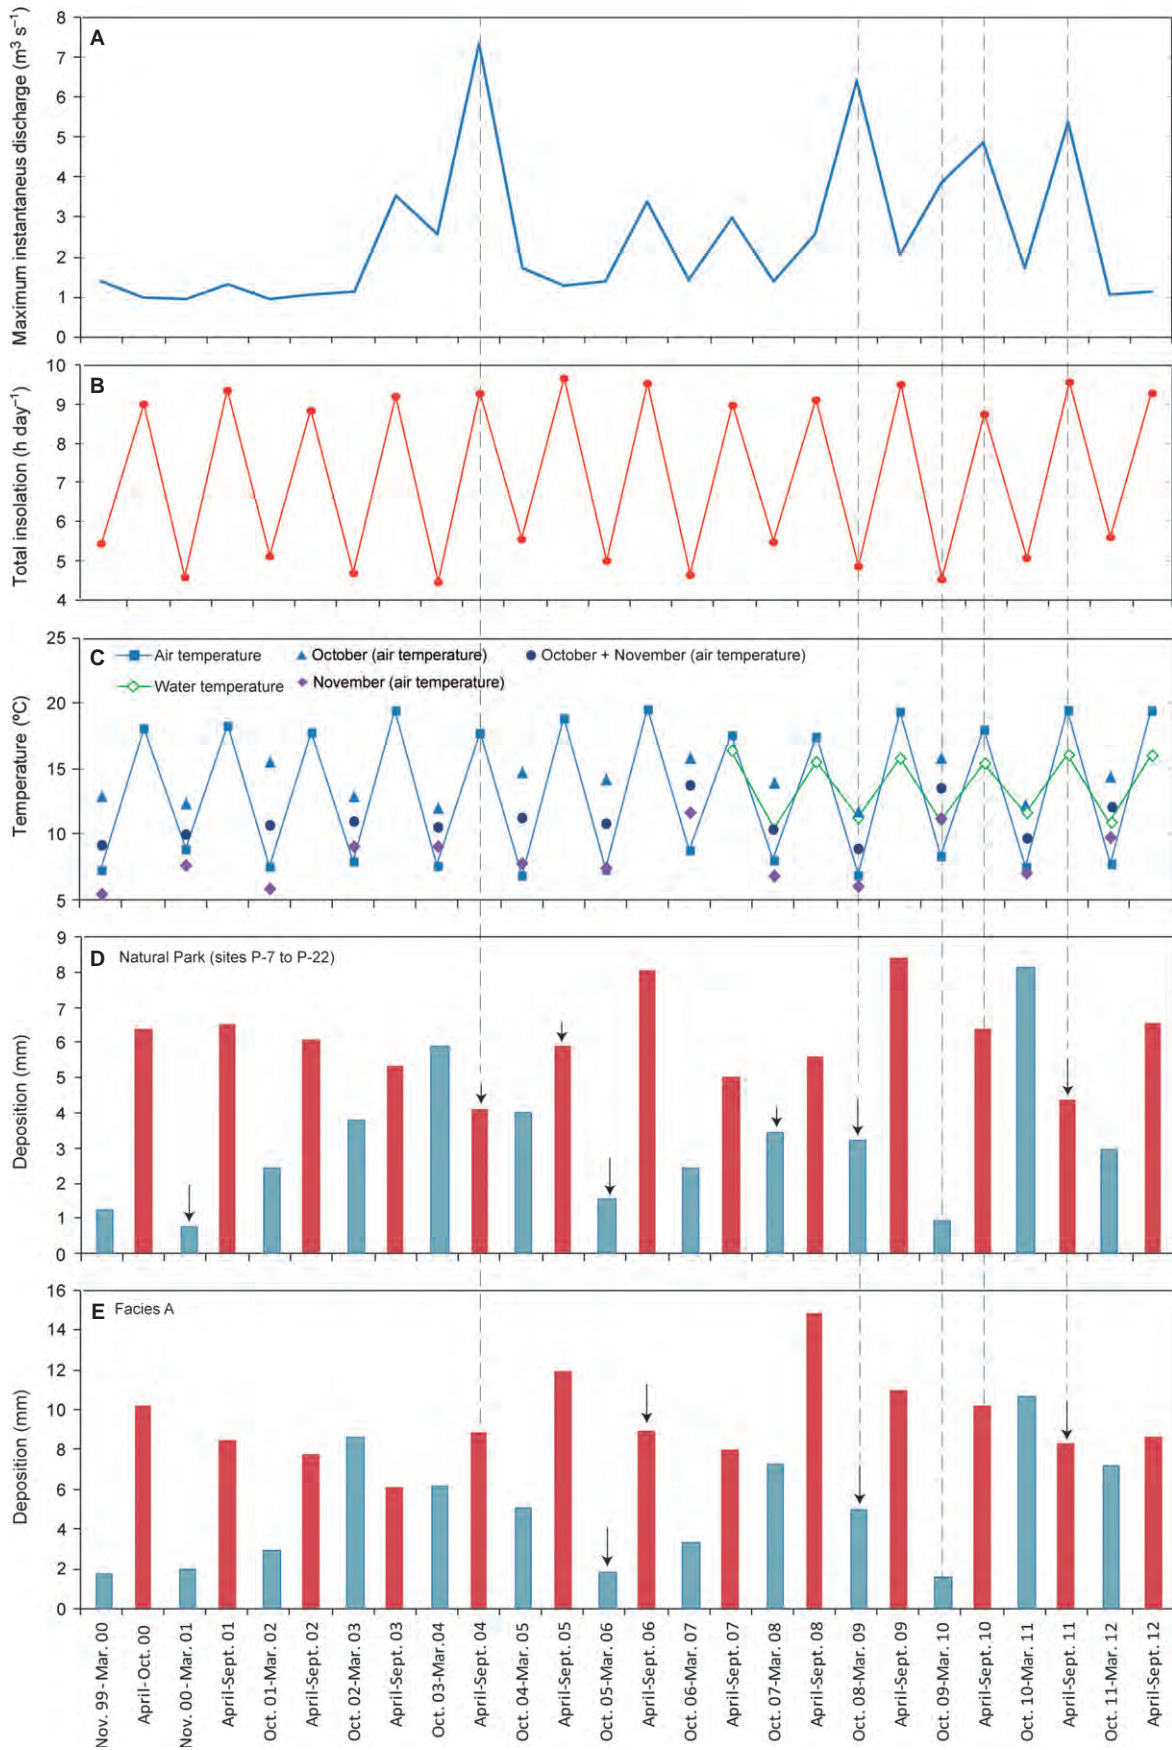 A
Maximum instantaneus discharge (m³ s⁻¹)
8
7
6
5
4
3
2
1
0
B
Total insolation (h day⁻¹)
10
9
8
7
6
5
4
C
Air temperature
October (air temperature)
October + November (air temperature)
Water temperature
November (air temperature)
Temperature (ºC)
25
20
15
10
5
D
Natural Park (sites P-7 to P-22)
Deposition (mm)
9
8
7
6
5
4
3
2
1
0
E
Facies A
Deposition (mm)
16
14
12
10
8
6
4
2
0
Nov. 99-Mar. 00
April-Oct. 00
Nov. 00-Mar. 01
April-Sept. 01
Oct. 01-Mar. 02
April-Sept. 02
Oct. 02-Mar. 03
April-Sept. 03
Oct. 03-Mar.04
April-Sept. 04
Oct. 04-Mar. 05
April-Sept. 05
Oct. 05-Mar. 06
April-Sept. 06
Oct. 06-Mar. 07
April-Sept. 07
Oct. 07-Mar. 08
April-Sept. 08
Oct. 08-Mar. 09
April-Sept. 09
Oct. 09-Mar. 10
April-Sept. 10
Oct. 10-Mar. 11
April-Sept. 11
Oct. 11-Mar. 12
April-Sept. 12